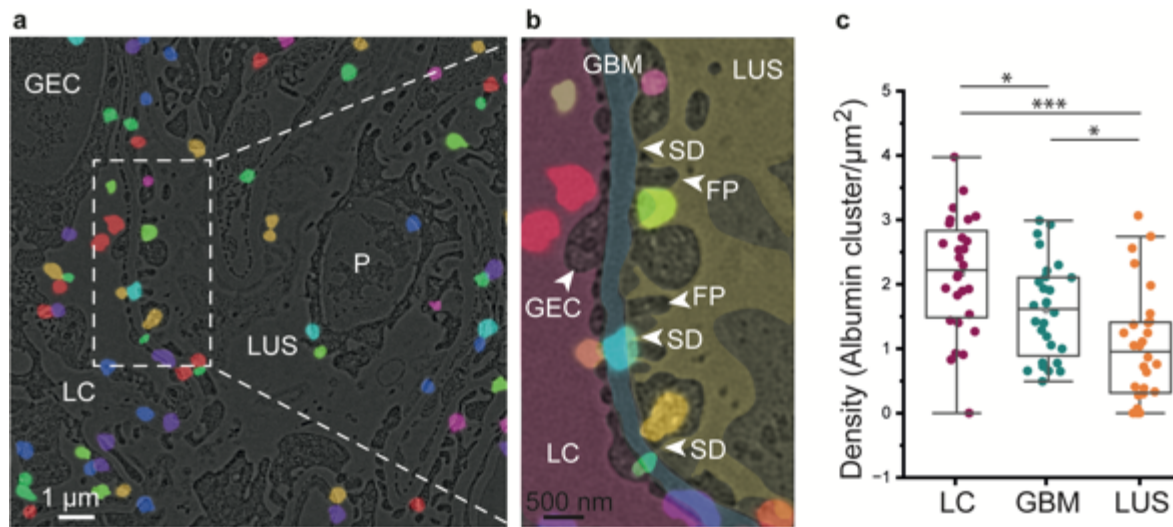 a
GEC
P
LUS
LC
1 µm
b
GBM
LUS
SD
FP
GEC
FP
SD
LC
SD
500 nm
c
*
***
*
Density (Albumin cluster/µm²)
5
4
3
2
1
0
−1
LC
GBM
LUS